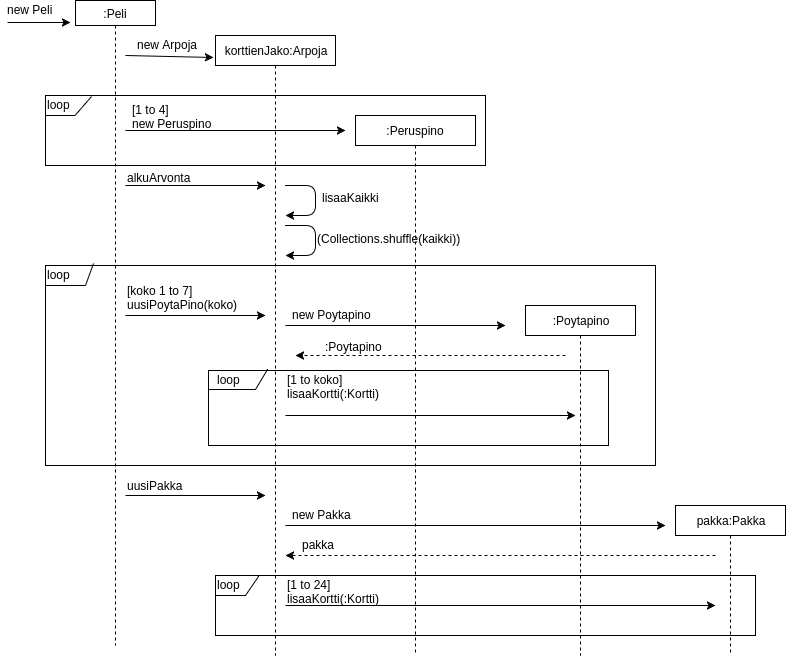 new Peli
:Peli
new Arpoja
korttienJako:Arpoja
loop
[1 to 4]
new Peruspino
:Peruspino
alkuArvonta
lisaaKaikki
(Collections.shuffle(kaikki))
loop
[koko 1 to 7]
uusiPoytaPino(koko)
new Poytapino
:Poytapino
:Poytapino
loop
[1 to koko]
lisaaKortti(:Kortti)
uusiPakka
new Pakka
pakka:Pakka
pakka
loop
[1 to 24]
lisaaKortti(:Kortti)